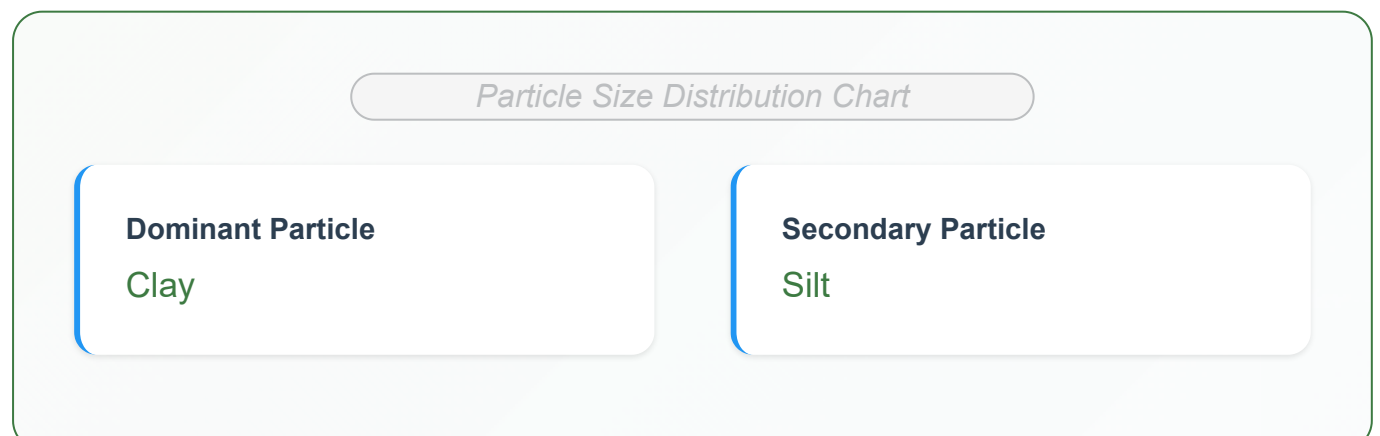 Particle Size Distribution Chart
Dominant Particle
Clay
Secondary Particle
Silt